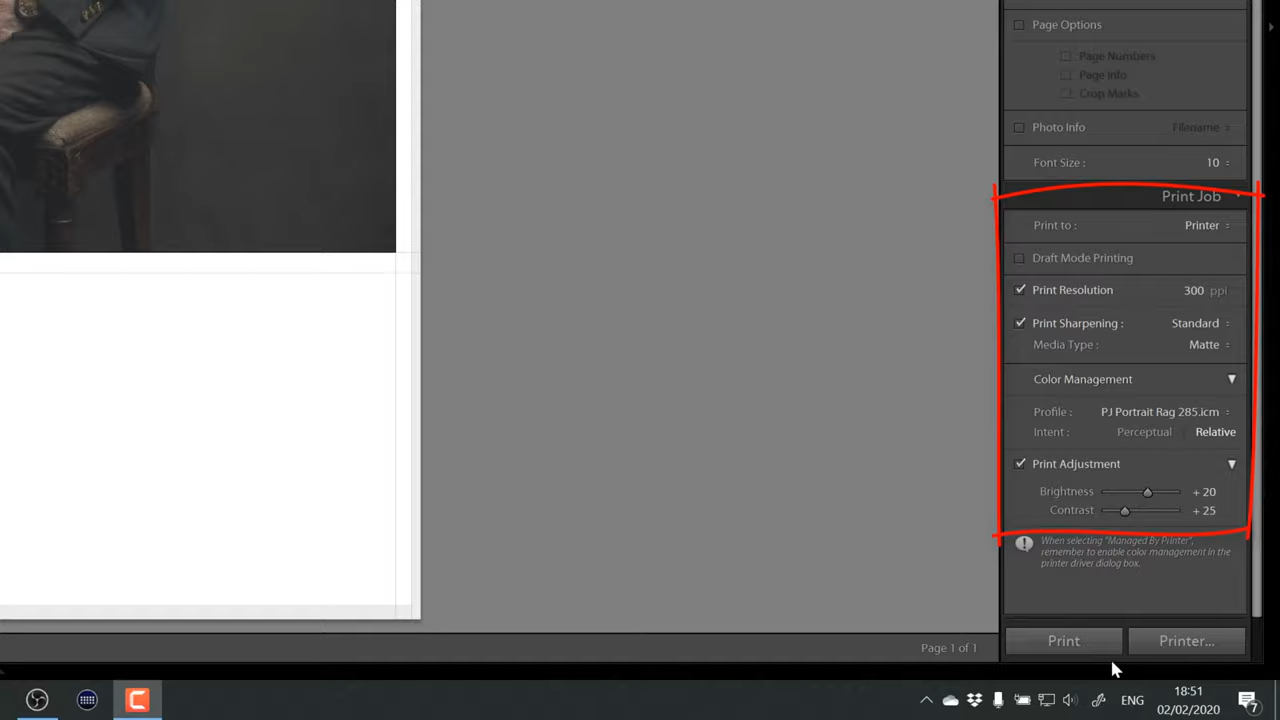 Page Options
Page Numbers
Page Info
Crop Marks
Photo Info Filename
Font Size : 10
Print Job
Print to : Printer
Draft Mode Printing
Print Resolution 300 ppi
Print Sharpening : Standard
Media Type : Matte
Color Management
Profile : PJ Portrait Rag 285.icm
Intent : Perceptual Relative
Print Adjustment
Brightness + 20
Contrast + 25
When selecting "Managed By Printer",
remember to enable color management in the
printer driver dialog box.
Print Printer...
Page 1 of 1
ENG
18:51
02/02/2020
7